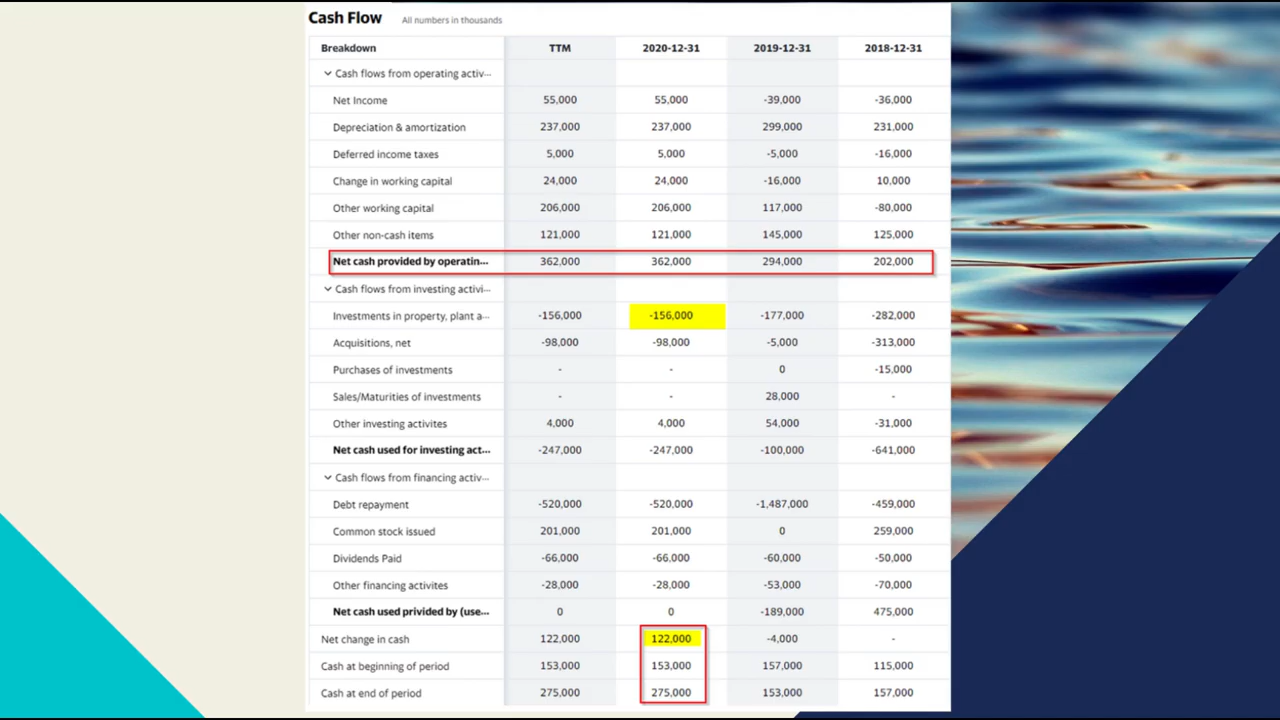 Cash Flow All numbers in thousands
Breakdown TTM 2020-12-31 2019-12-31 2018-12-31
Cash flows from operating activ...
Net Income 55,000 55,000 -39,000 -36,000
Depreciation & amortization 237,000 237,000 299,000 231,000
Deferred income taxes 5,000 5,000 -5,000 -16,000
Change in working capital 24,000 24,000 -16,000 10,000
Other working capital 206,000 206,000 117,000 -80,000
Other non-cash items 121,000 121,000 145,000 125,000
Net cash provided by operatin... 362,000 362,000 294,000 202,000
Cash flows from investing activi...
Investments in property, plant a... -156,000 -156,000 -177,000 -282,000
Acquisitions, net -98,000 -98,000 -5,000 -313,000
Purchases of investments - - 0 -15,000
Sales/Maturities of investments - - 28,000 -
Other investing activites 4,000 4,000 54,000 -31,000
Net cash used for investing act... -247,000 -247,000 -100,000 -641,000
Cash flows from financing activ...
Debt repayment -520,000 -520,000 -1,487,000 -459,000
Common stock issued 201,000 201,000 0 259,000
Dividends Paid -66,000 -66,000 -60,000 -50,000
Other financing activites -28,000 -28,000 -53,000 -70,000
Net cash used privided by (use... 0 0 -189,000 475,000
Net change in cash 122,000 122,000 -4,000 -
Cash at beginning of period 153,000 153,000 157,000 115,000
Cash at end of period 275,000 275,000 153,000 157,000